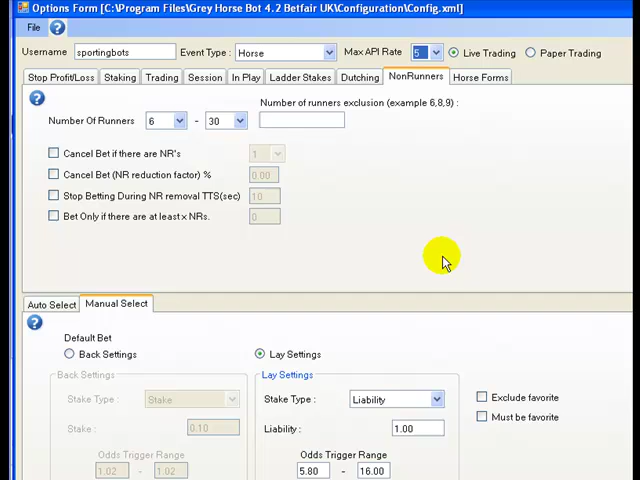 Options Form [C:\Program Files\Grey Horse Bot 4.2 Betfair UK\Configuration\Config.xml]
File ?
Username sportingbots Event Type : Horse Max API Rate 5 Live Trading Paper Trading
Stop Profit/Loss Staking Trading Session In Play Ladder Stakes Dutching NonRunners Horse Forms
? Number of runners exclusion (example 6,8,9) :
Number Of Runners 6 - 30
Cancel Bet if there are NR's 1
Cancel Bet (NR reduction factor) % 0.00
Stop Betting During NR removal TTS(sec) 10
Bet Only if there are at least x NRs. 0
Auto Select Manual Select
?
Default Bet
Back Settings Lay Settings
Back Settings Lay Settings
Stake Type : Stake Stake Type : Liability Exclude favorite
Must be favorite
Stake : 0.10 Liability : 1.00
Odds Trigger Range Odds Trigger Range
1.02 - 1.02 5.80 - 16.00